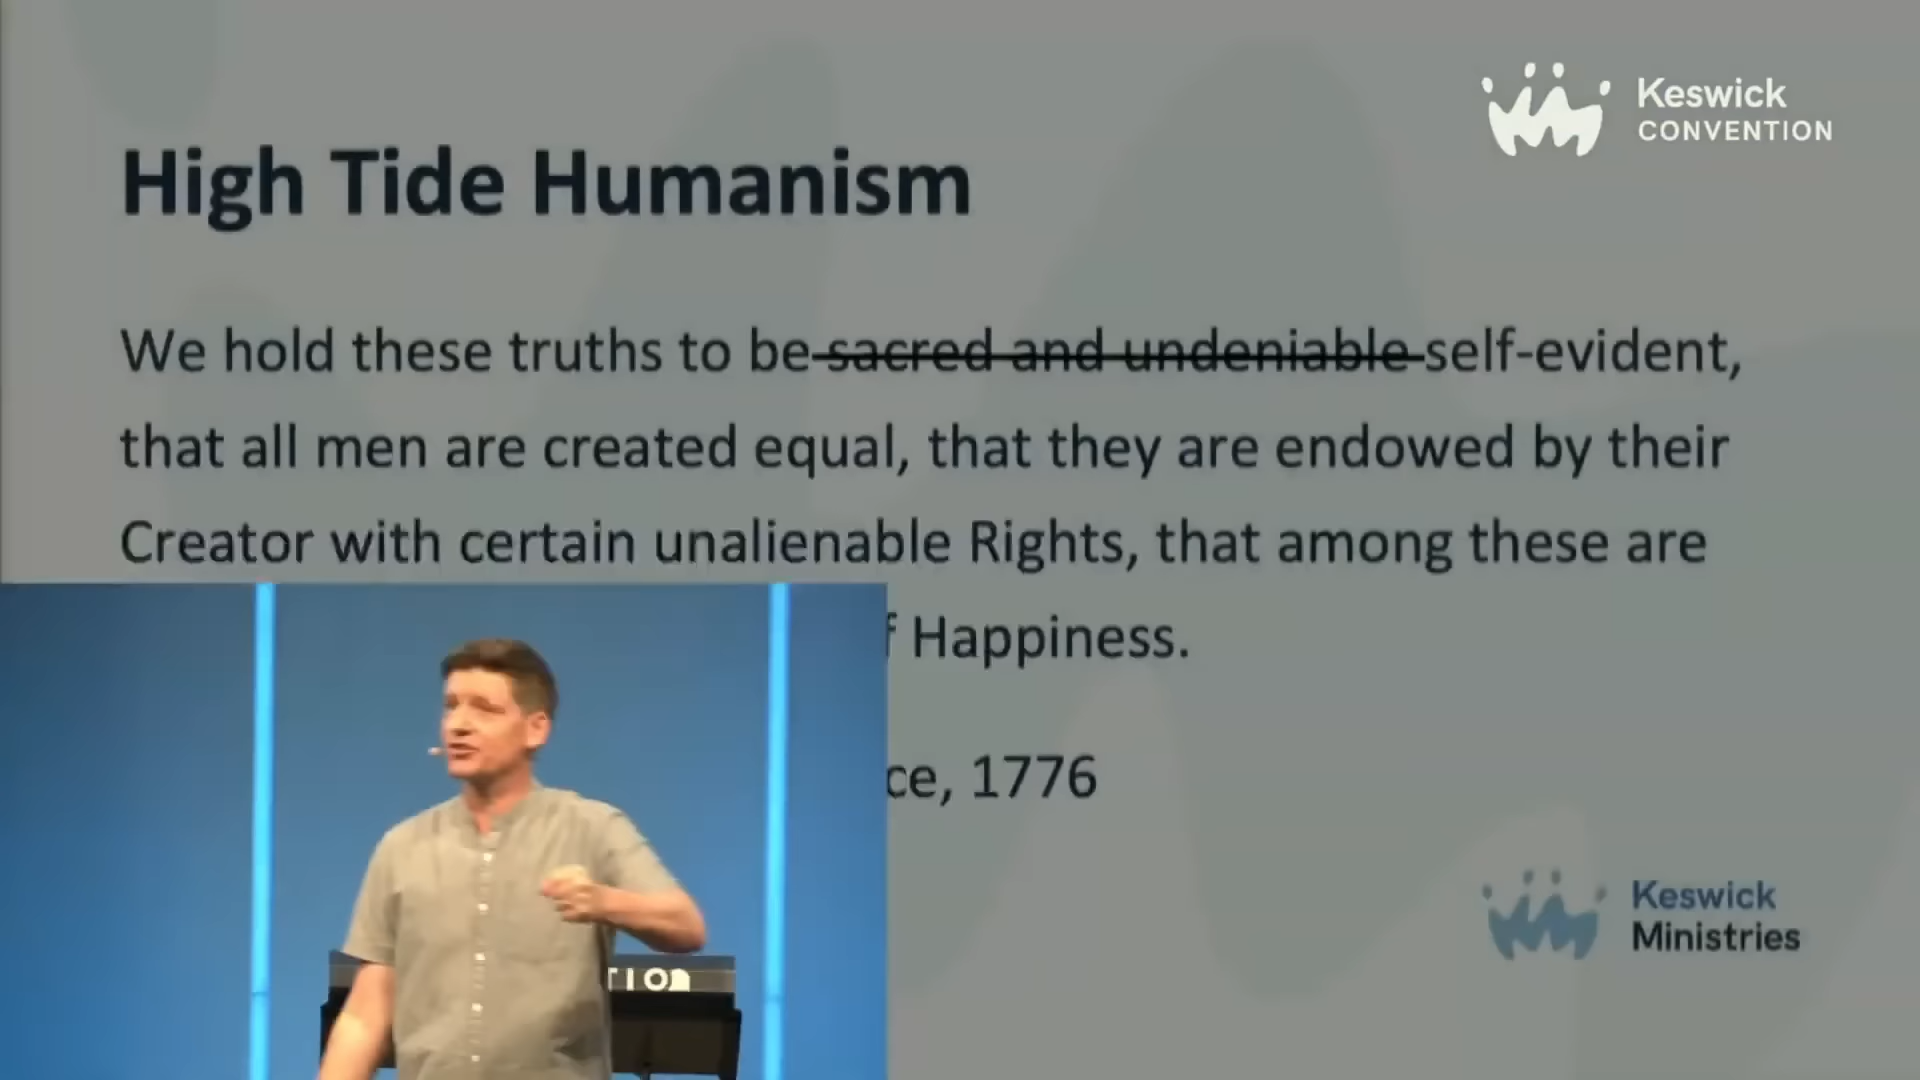 Keswick
CONVENTION
High Tide Humanism
We hold these truths to be sacred and undeniable self-evident,
that all men are created equal, that they are endowed by their
Creator with certain unalienable Rights, that among these are
f Happiness.
ce, 1776
Keswick
Ministries
TION